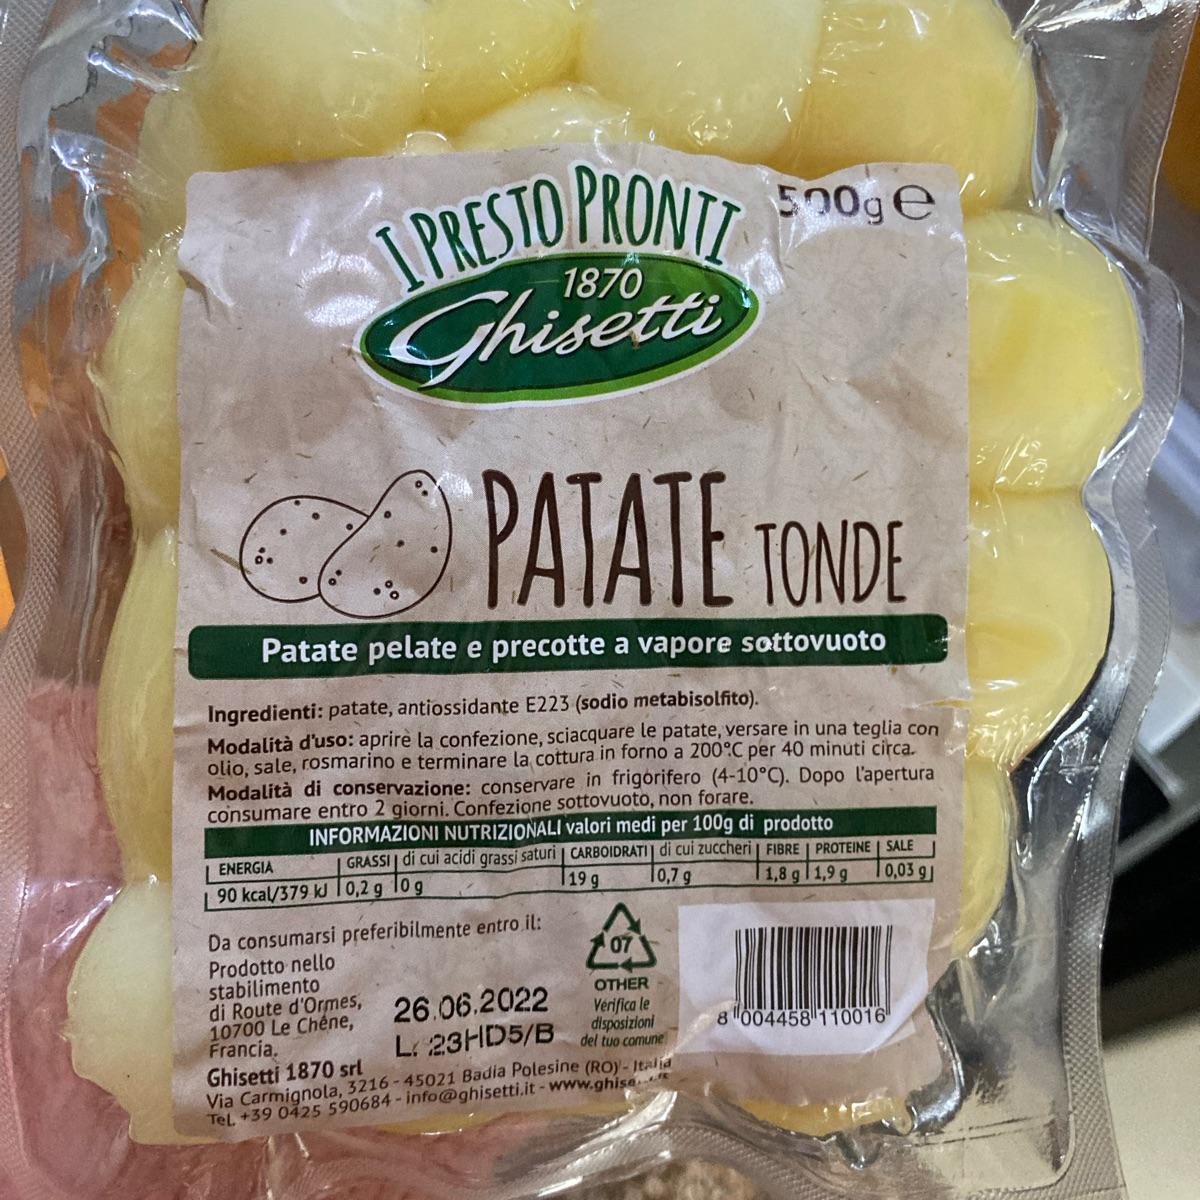 I PRESTO PRONTI
500g e
1870
Ghisetti
PATATE TONDE
Patate pelate e precotte a vapore sottovuoto
Ingredienti: patate, antiossidante E223 (sodio metabisolfito).
Modalità d'uso: aprire la confezione, sciacquare le patate, versare in una teglia con
olio, sale, rosmarino e terminare la cottura in forno a 200°C per 40 minuti circa.
Modalità di conservazione: conservare in frigorifero (4-10°C). Dopo l'apertura
consumare entro 2 giorni. Confezione sottovuoto, non forare.
INFORMAZIONI NUTRIZIONALI valori medi per 100g di prodotto
ENERGIA GRASSI di cui acidi grassi saturi CARBOIDRATI di cui zuccheri FIBRE PROTEINE SALE
90 kcal/379 kJ 0,2 g 0 g 19 g 0,7 g 1,8 g 1,9 g 0,03 g
Da consumarsi preferibilmente entro il:
Prodotto nello
stabilimento
di Route d'Ormes,
10700 Le Chêne,
Francia.
26.06.2022
L: 23HD5/B
07
OTHER
Verifica le
disposizioni
del tuo comune
8 004458 110016
Ghisetti 1870 srl
Via Carmignola, 3216 - 45021 Badia Polesine (RO) - Italia
Tel. +39 0425 590684 - info@ghisetti.it -